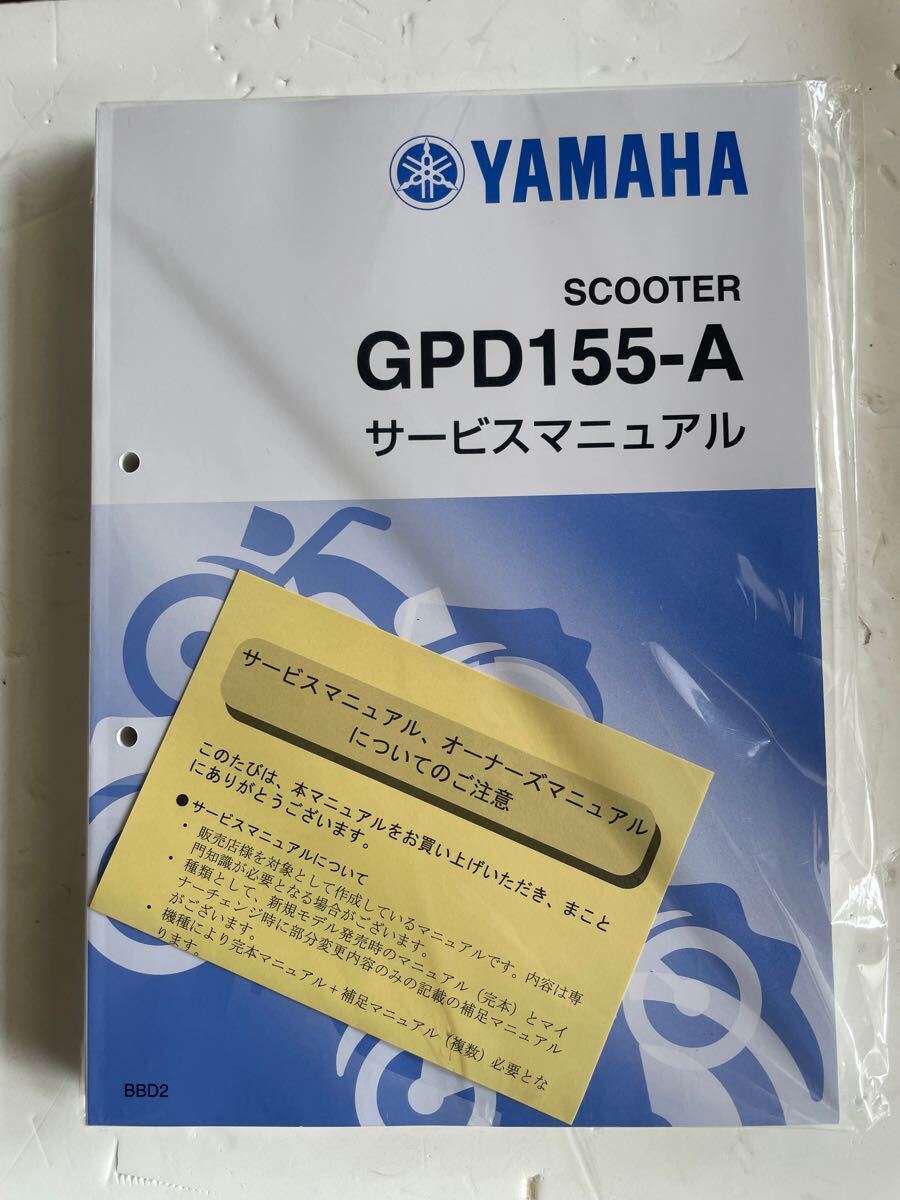 YAMAHA
SCOOTER
GPD155-A
サービスマニュアル
サービスマニュアル、オーナーズマニュアル
についてのご注意
このたびは、本マニュアルをお買い上げいただき、まこと
にありがとうございます。
●サービスマニュアルについて
・販売店様を対象として作成しているマニュアルです。内容は専
門知識が必要となる場合がございます。
・種類として、新規モデル発売時のマニュアル（完本）とマイ
ナーチェンジ時に部分変更内容のみの記載の補足マニュアル
がございます。
・機種により完本マニュアル＋補足マニュアル（複数）必要とな
ります。
BBD2